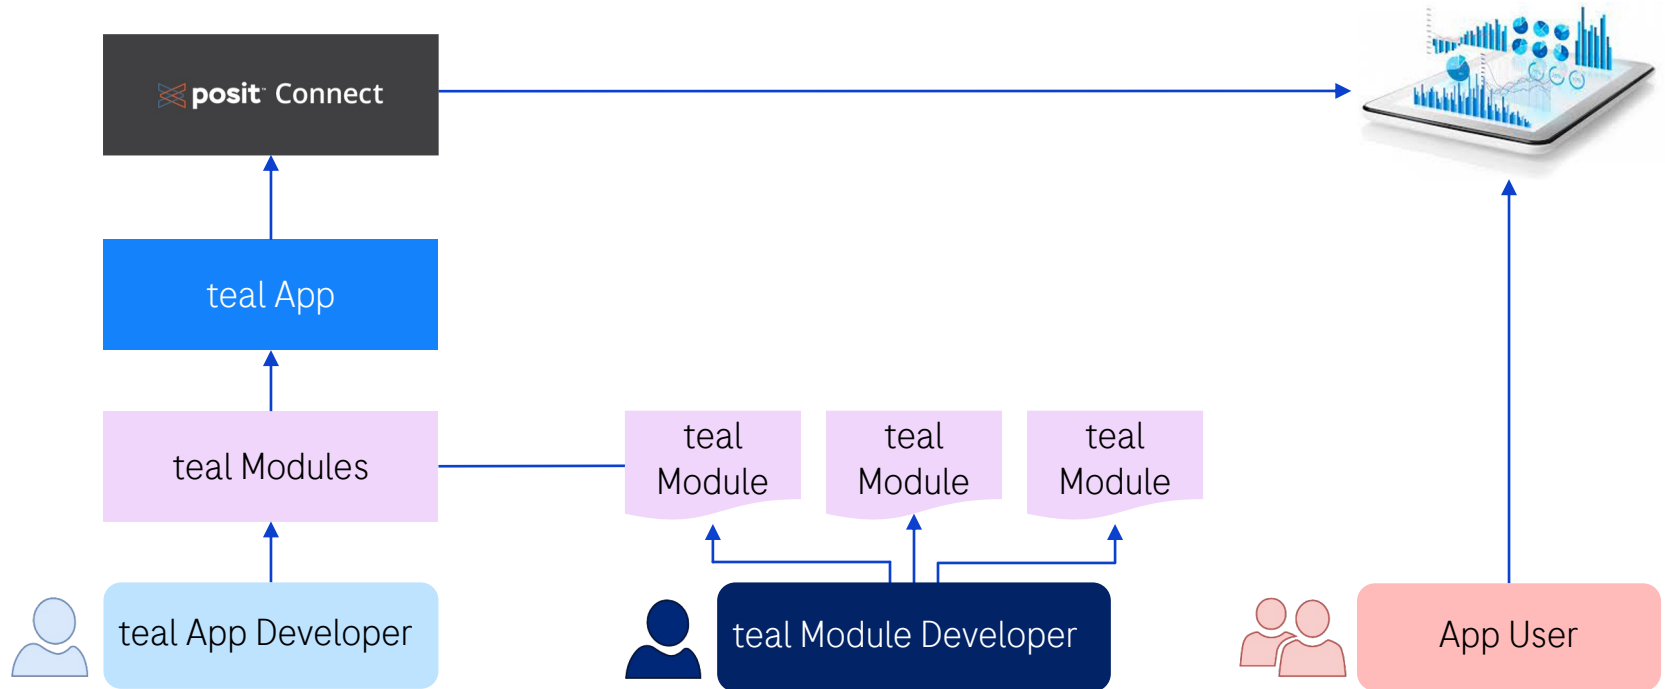 posit™ Connect
teal App
teal Modules
teal
Module
teal
Module
teal
Module
teal App Developer
teal Module Developer
App User